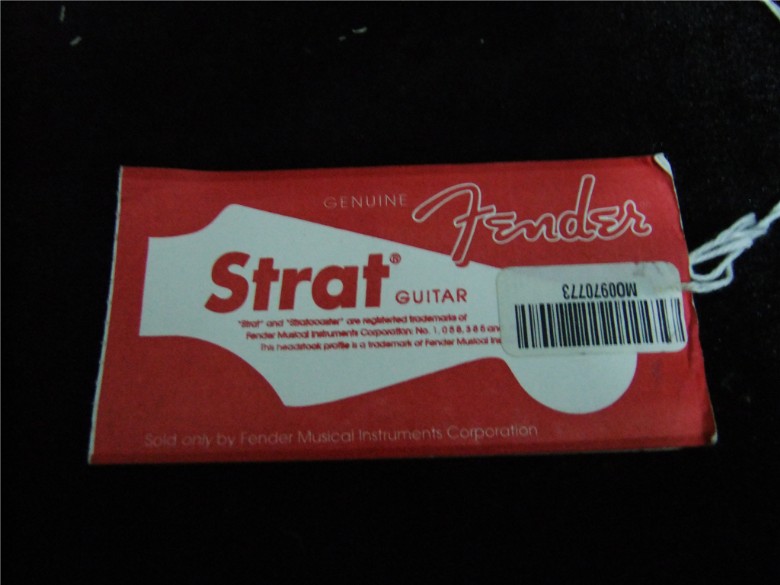 GENUINE Fender
Strat®
GUITAR
"Strat" and "Stratocaster" are registered trademarks of
Fender Musical Instruments Corporation: No. 1,058,385 and
This headstock profile is a trademark of Fender Musical Ins
MO0970773
Sold only by Fender Musical Instruments Corporation